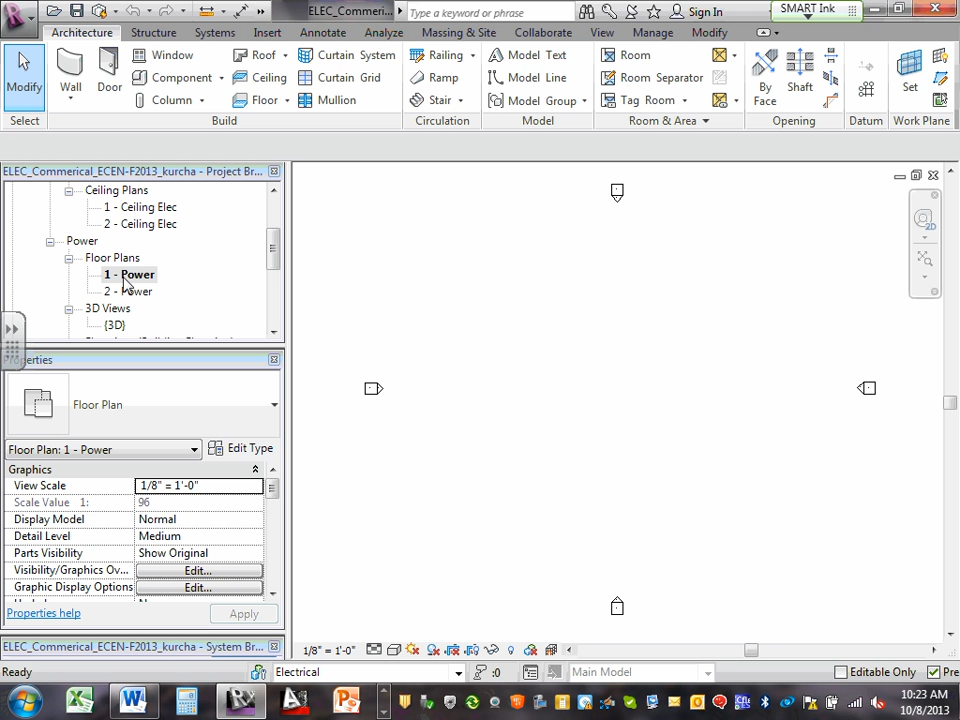 ELEC_Commeri...
Type a keyword or phrase
Sign In
SMART Ink
Architecture Structure Systems Insert Annotate Analyze Massing & Site Collaborate View Manage Modify
Modify
Wall
Door
Window
Component
Column
Roof
Ceiling
Floor
Curtain System
Curtain Grid
Mullion
Railing
Ramp
Stair
Model Text
Model Line
Model Group
Room
Room Separator
Tag Room
By
Face
Shaft
Set
Select Build Circulation Model Room & Area Opening Datum Work Plane
ELEC_Commerical_ECEN-F2013_kurcha - Project Br...
Ceiling Plans
1 - Ceiling Elec
2 - Ceiling Elec
Power
Floor Plans
1 - Power
2 - Power
3D Views
{3D}
Properties
Floor Plan
Floor Plan: 1 - Power
Edit Type
Graphics
View Scale 1/8" = 1'-0"
Scale Value 1: 96
Display Model Normal
Detail Level Medium
Parts Visibility Show Original
Visibility/Graphics Ov... Edit...
Graphic Display Options Edit...
Properties help
Apply
ELEC_Commerical_ECEN-F2013_kurcha - System Br...
2D
1/8" = 1'-0"
Ready
Electrical
:0
Main Model
Editable Only
Pre
10:23 AM
10/8/2013